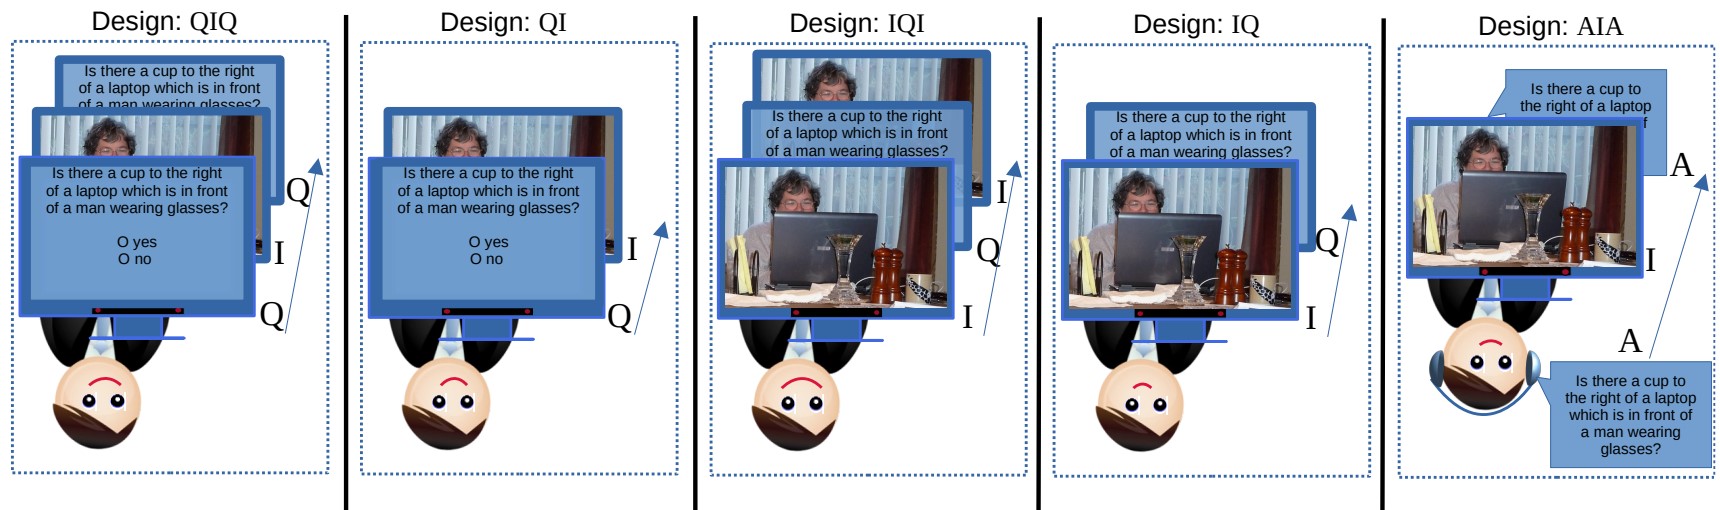 Design: QIQ
Is there a cup to the right
of a laptop which is in front
of a man wearing glasses?
Is there a cup to the right
of a laptop which is in front
of a man wearing glasses?
O yes
O no
Q
I
Q
Design: QI
Is there a cup to the right
of a laptop which is in front
of a man wearing glasses?
O yes
O no
I
Q
Design: IQI
Is there a cup to the right
of a laptop which is in front
of a man wearing glasses?
I
Q
I
Design: IQ
Is there a cup to the right
of a laptop which is in front
of a man wearing glasses?
Q
I
Design: AIA
Is there a cup to
the right of a laptop
f
A
I
A
Is there a cup to
the right of a laptop
which is in front of
a man wearing
glasses?